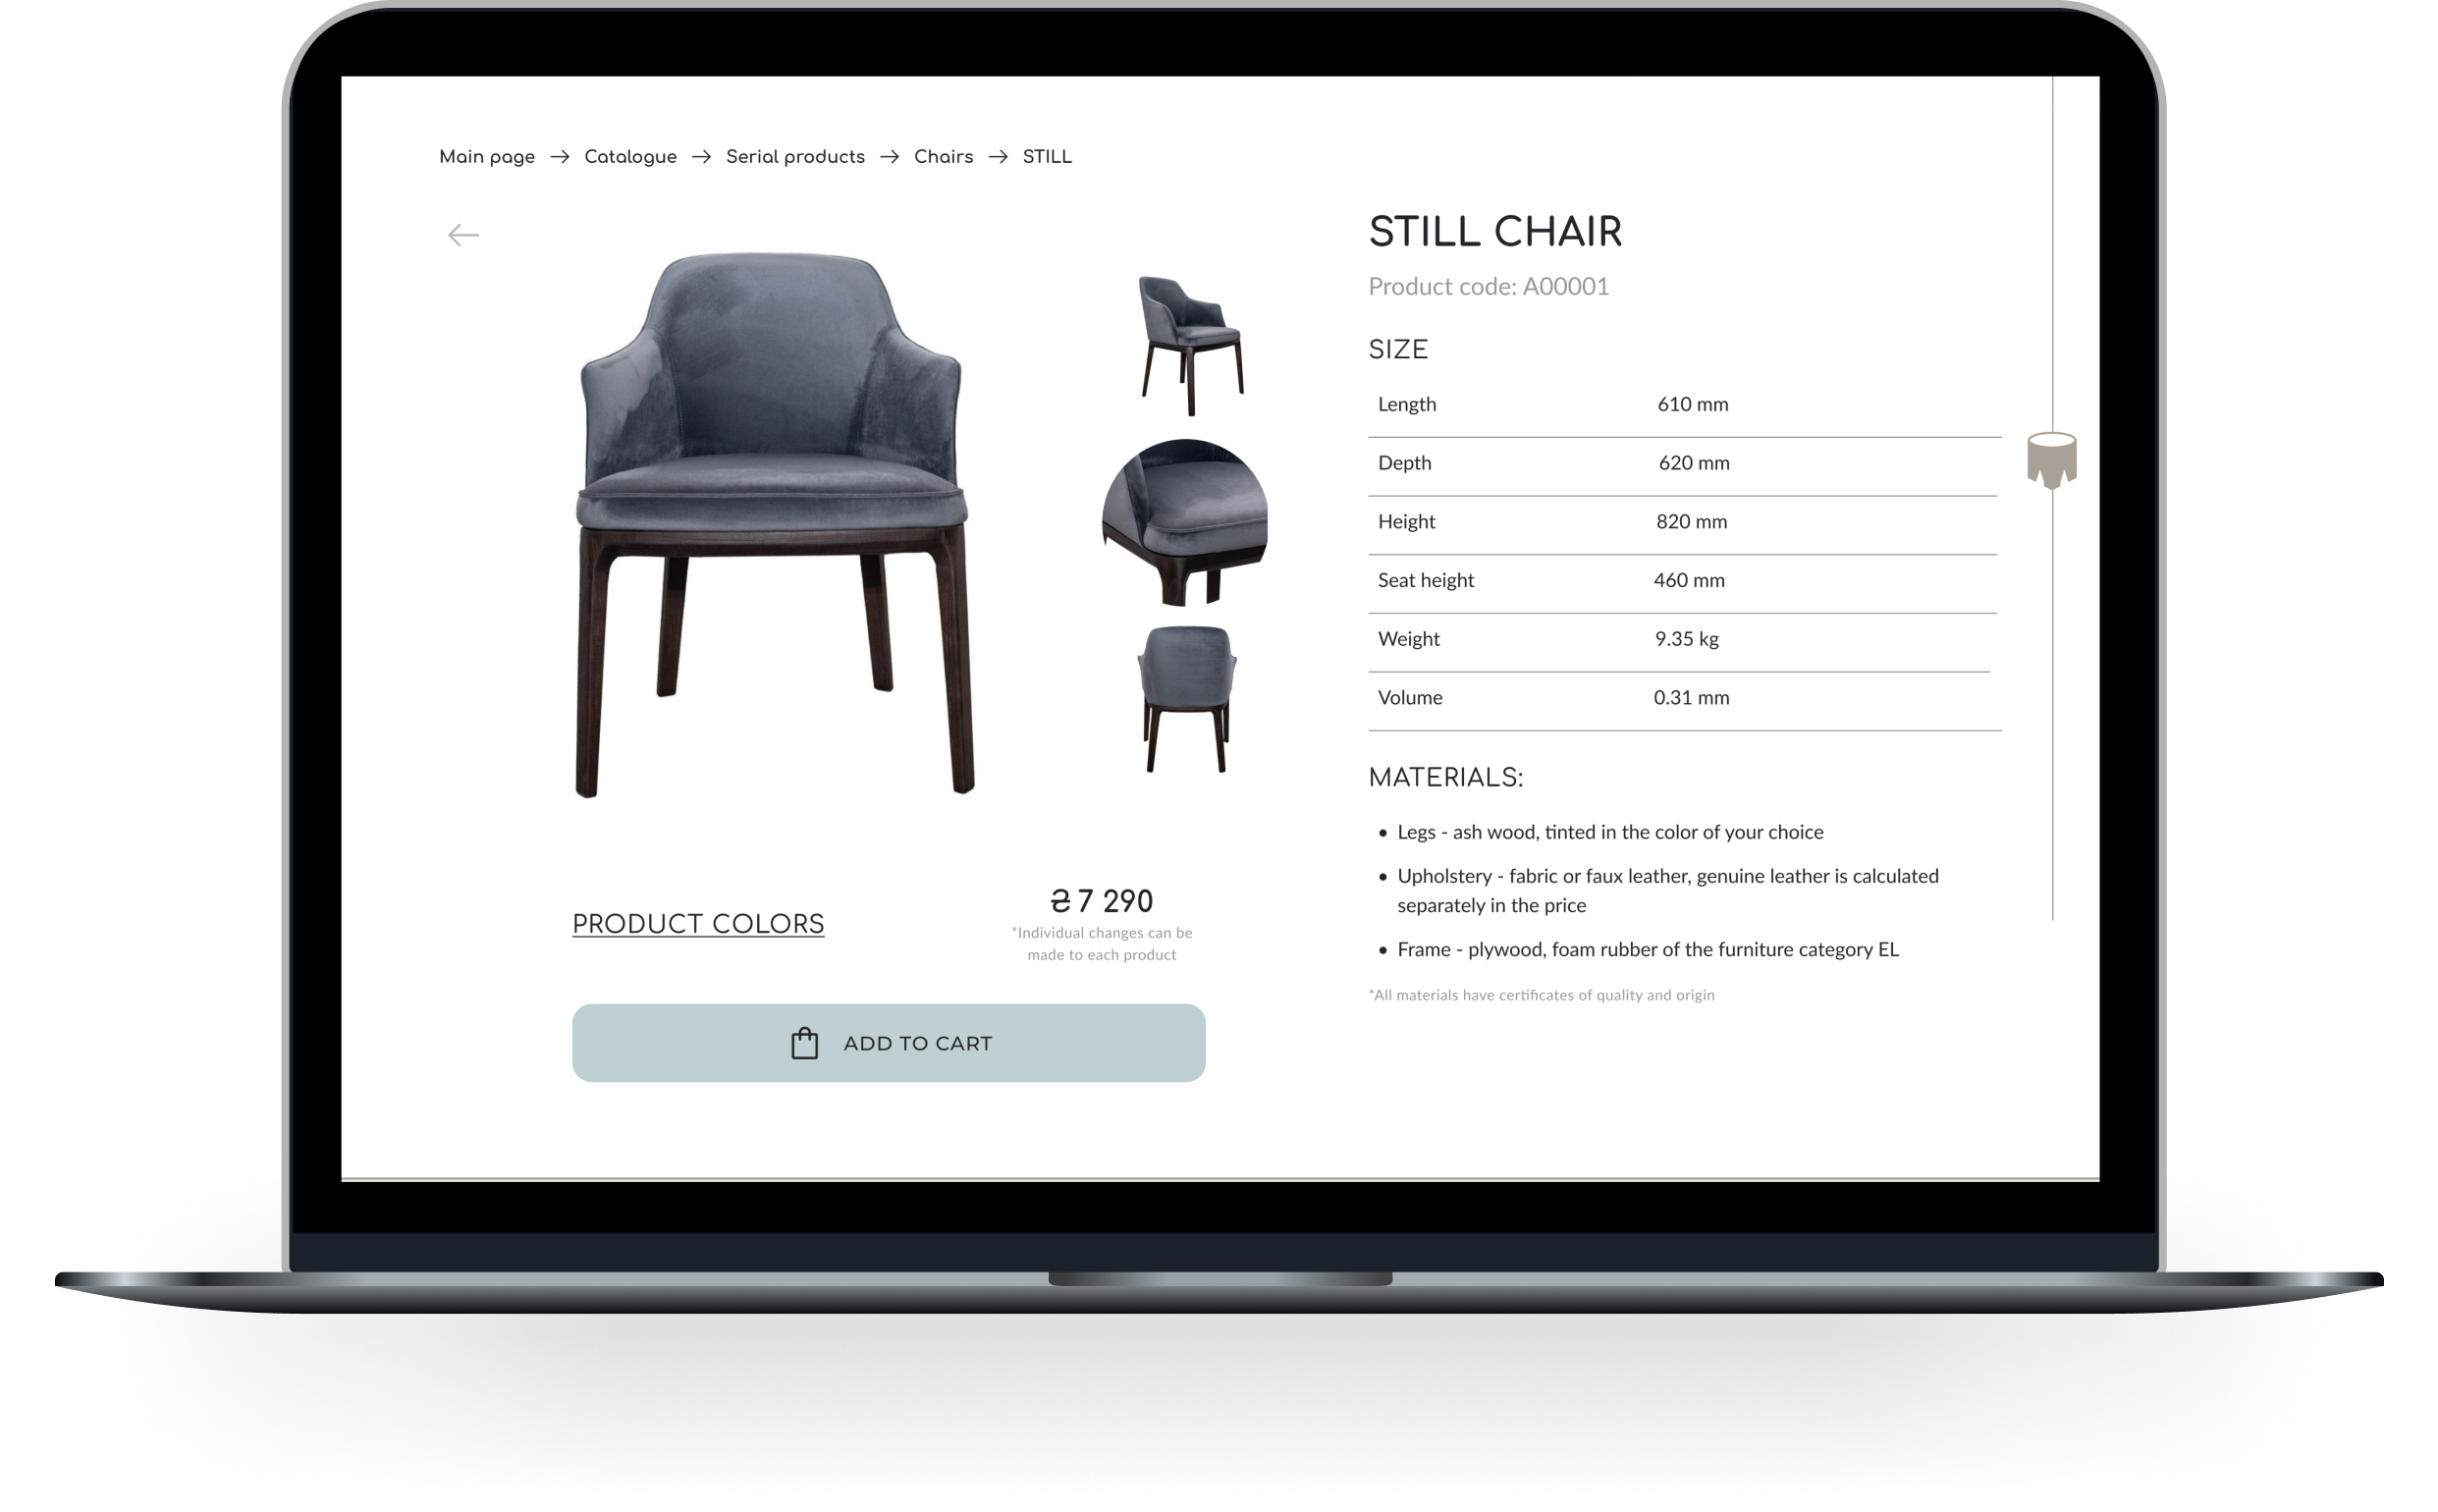 Main page → Catalogue → Serial products → Chairs → STILL
STILL CHAIR
Product code: A00001
SIZE
Length 610 mm
Depth 620 mm
Height 820 mm
Seat height 460 mm
Weight 9.35 kg
Volume 0.31 mm
MATERIALS:
• Legs - ash wood, tinted in the color of your choice
• Upholstery - fabric or faux leather, genuine leather is calculated
separately in the price
• Frame - plywood, foam rubber of the furniture category EL
*All materials have certificates of quality and origin
PRODUCT COLORS
₴ 7 290
*Individual changes can be
made to each product
ADD TO CART